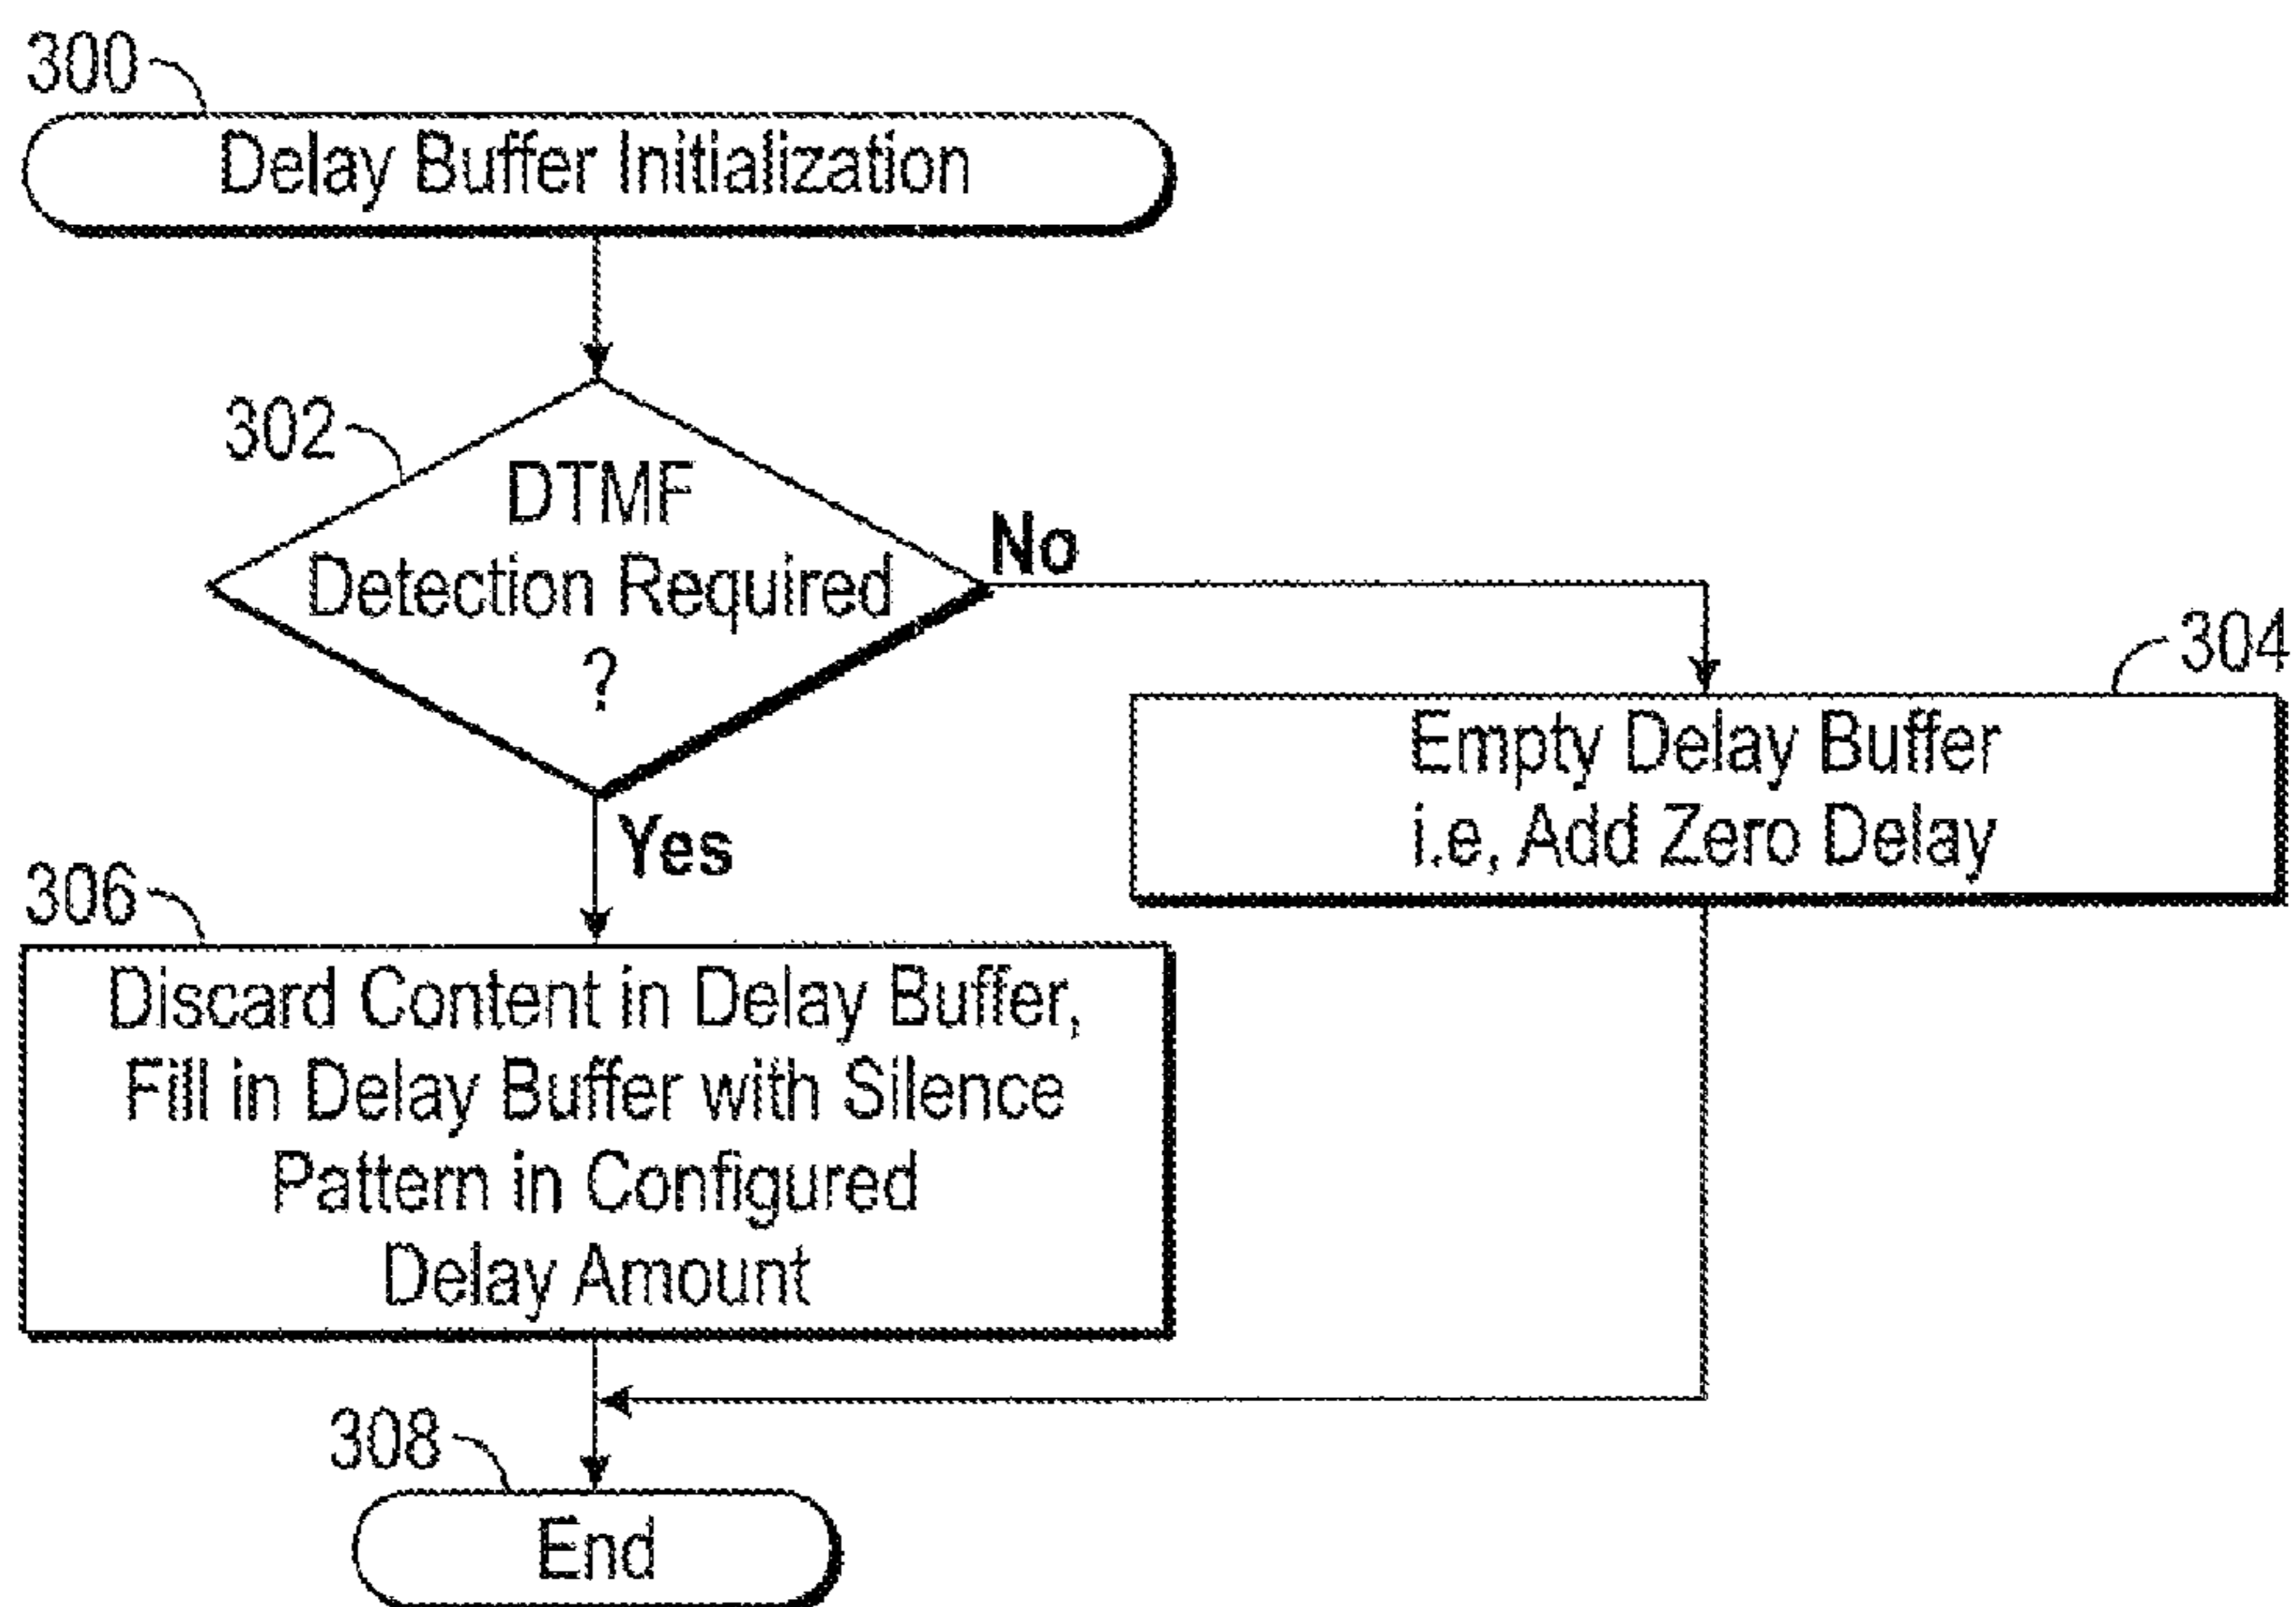 300
Delay Buffer Initialization
302
DTMF
Detection Required
?
No
304
Empty Delay Buffer
i.e, Add Zero Delay
Yes
306
Discard Content in Delay Buffer,
Fill in Delay Buffer with Silence
Pattern in Configured
Delay Amount
308
End